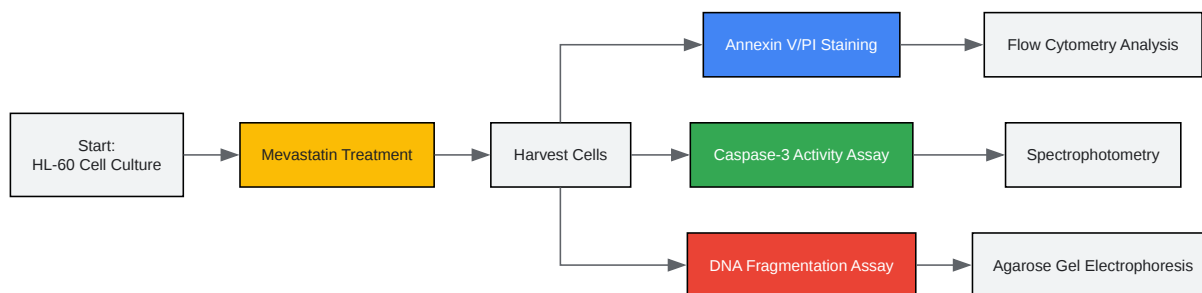 Start:
HL-60 Cell Culture
Mevastatin Treatment
Harvest Cells
Annexin V/PI Staining
Flow Cytometry Analysis
Caspase-3 Activity Assay
Spectrophotometry
DNA Fragmentation Assay
Agarose Gel Electrophoresis